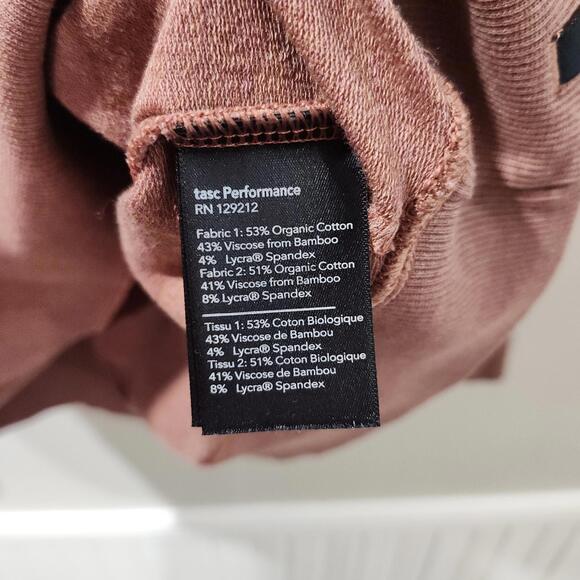 tasc Performance
RN 129212
Fabric 1: 53% Organic Cotton
43% Viscose from Bamboo
4% Lycra® Spandex
Fabric 2: 51% Organic Cotton
41% Viscose from Bamboo
8% Lycra® Spandex
Tissu 1: 53% Coton Biologique
43% Viscose de Bambou
4% Lycra® Spandex
Tissu 2: 51% Coton Biologique
41% Viscose de Bambou
8% Lycra® Spandex